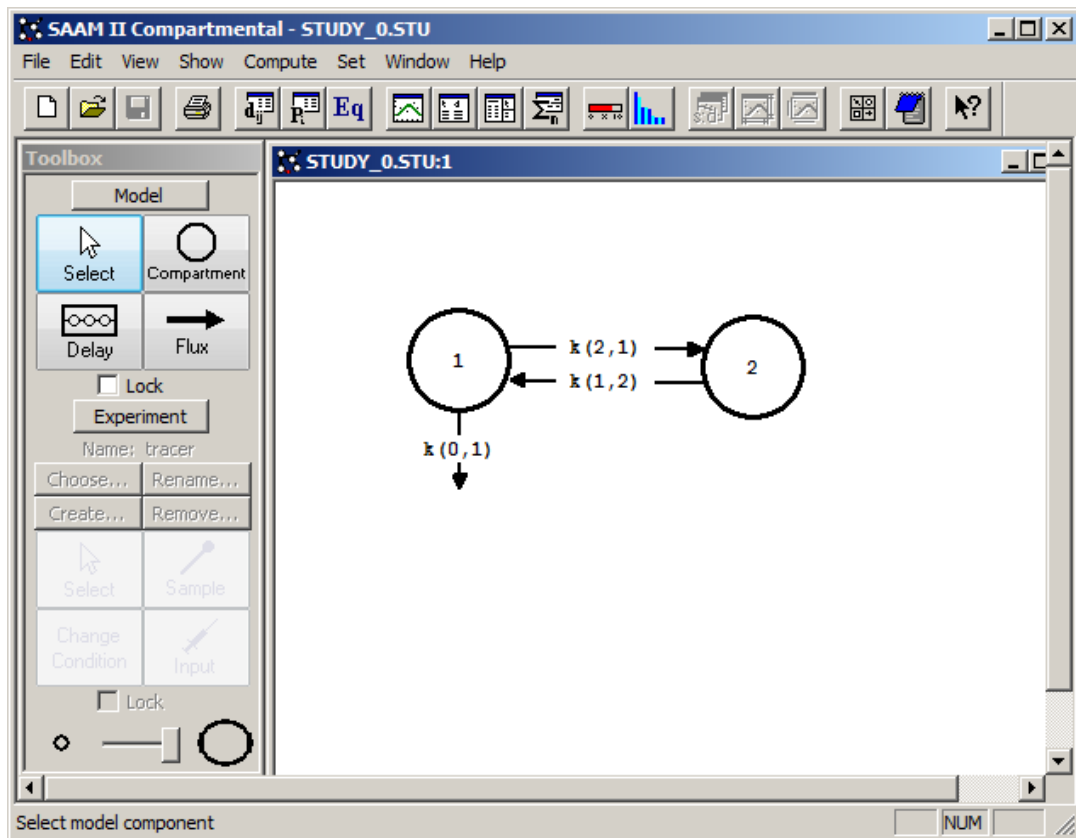 SAAM II Compartmental - STUDY_0.STU
File Edit View Show Compute Set Window Help
Eq
Toolbox
STUDY_0.STU:1
Model
Select Compartment
Delay Flux
Lock
Experiment
Name: tracer
Choose... Rename...
Create... Remove...
Select Sample
Change
Condition Input
Lock
1
k(2,1)
k(1,2)
2
k(0,1)
Select model component
NUM